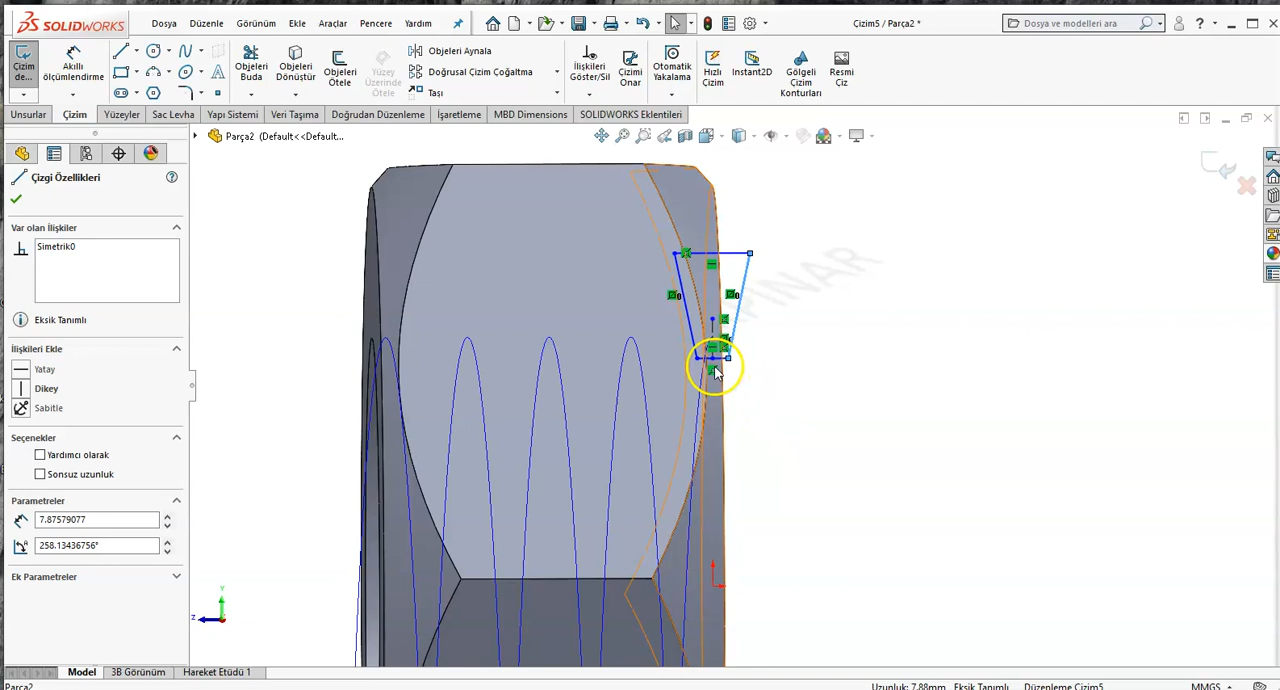 SOLIDWORKS
Dosya Düzenle Görünüm Ekle Araçlar Pencere Yardım
Çizim5 / Parça2 *
Dosya ve modelleri ara
Çizim de...
Akıllı ölçümlendirme
Objeleri Buda
Objeleri Dönüştür
Objeleri Ötele
Yüzey Üzerinde Ötele
Objeleri Aynala
Doğrusal Çizim Çoğaltma
Taşı
İlişkileri Göster/Sil
Çizimi Onar
Otomatik Yakalama
Hızlı Çizim
Instant2D
Gölgeli Çizim Konturları
Resmi Çiz
Unsurlar Çizim Yüzeyler Sac Levha Yapı Sistemi Veri Taşıma Doğrudan Düzenleme İşaretleme MBD Dimensions SOLIDWORKS Eklentileri
Parça2 (Default<<Default...
Çizgi Özellikleri
Var olan İlişkiler
Simetrik0
Eksik Tanımlı
İlişkileri Ekle
Yatay
Dikey
Sabitle
Seçenekler
Yardımcı olarak
Sonsuz uzunluk
Parametreler
7.87579077
258.13436756°
Ek Parametreler
PINAR
Y
Z
Model 3B Görünüm Hareket Etüdü 1
Parça2
Uzunluk: 7.88mm Eksik Tanımlı Düzenleme Çizim5 MMGS